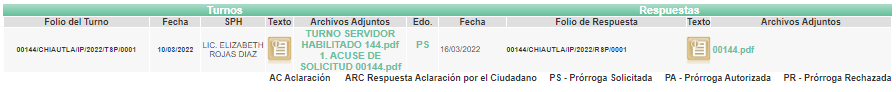 Turnos Respuestas
Folio del Turno Fecha SPH Texto Archivos Adjuntos Edo. Fecha Folio de Respuesta Texto Archivos Adjuntos
00144/CHIAUTLA/IP/2022/TSP/0001 10/03/2022 LIC. ELIZABETH ROJAS DIAZ TURNO SERVIDOR HABILITADO 144.pdf 1. ACUSE DE SOLICITUD 00144.pdf PS 16/03/2022 00144/CHIAUTLA/IP/2022/RSP/0001 00144.pdf
AC Aclaración ARC Respuesta Aclaración por el Ciudadano PS - Prórroga Solicitada PA - Prórroga Autorizada PR - Prórroga Rechazada